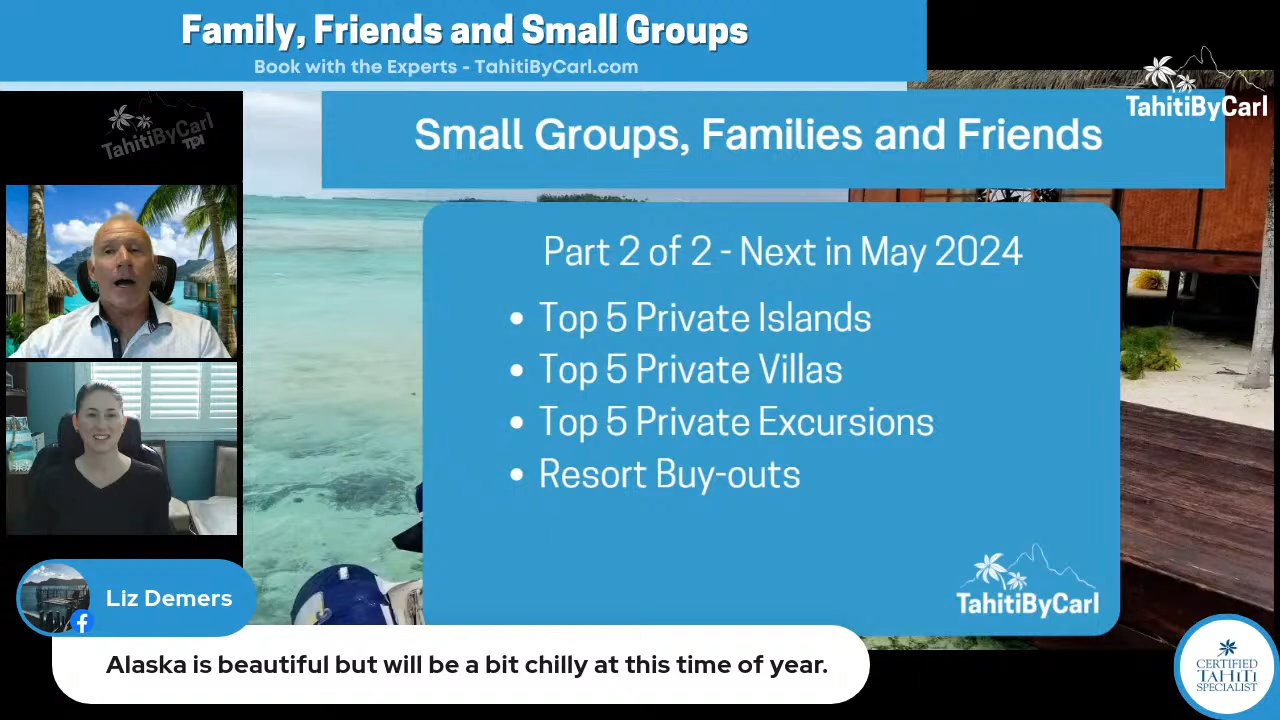 Family, Friends and Small Groups
Book with the Experts - TahitiByCarl.com
TahitiByCarl
TahitiByCarl
TPI
Small Groups, Families and Friends
Part 2 of 2 - Next in May 2024
• Top 5 Private Islands
• Top 5 Private Villas
• Top 5 Private Excursions
• Resort Buy-outs
TahitiByCarl
Liz Demers
Alaska is beautiful but will be a bit chilly at this time of year.
CERTIFIED
TAHITI
SPECIALIST